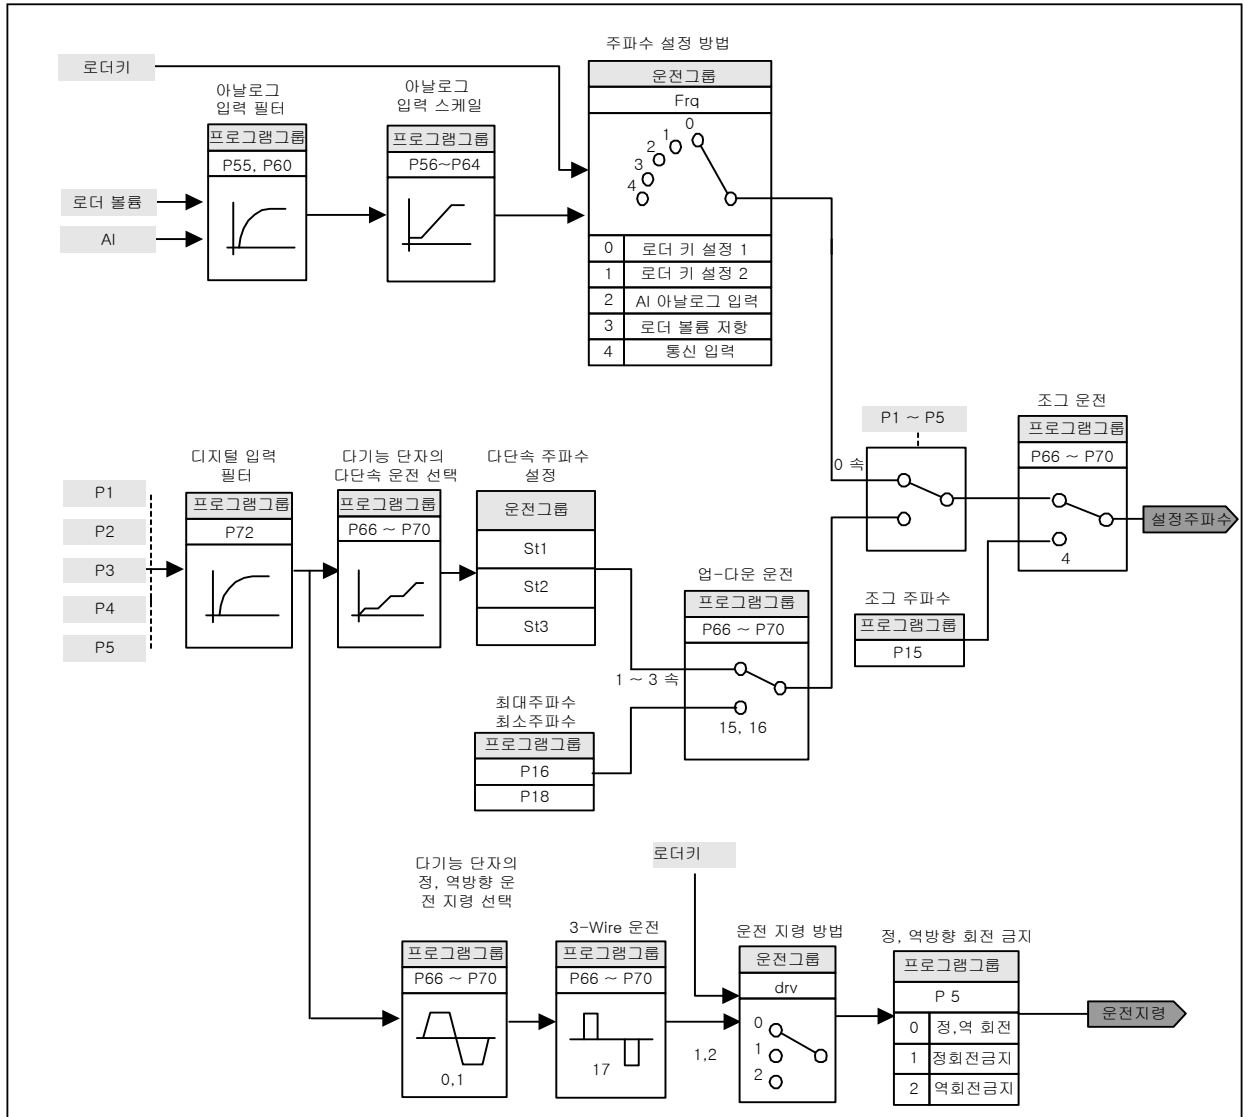 주파수 설정 방법
로더키
운전그룹
Frq
0
1
2
3
4
아날로그
입력 필터
프로그램그룹
P55, P60
아날로그
입력 스케일
프로그램그룹
P56~P64
로더 볼륨
AI
0 로더 키 설정 1
1 로더 키 설정 2
2 AI 아날로그 입력
3 로더 볼륨 저항
4 통신 입력
P1 ~ P5
0 속
조그 운전
프로그램그룹
P66 ~ P70
4
설정주파수
디지털 입력
필터
프로그램그룹
P72
다기능 단자의
다단속 운전 선택
프로그램그룹
P66 ~ P70
다단속 주파수
설정
운전그룹
St1
St2
St3
P1
P2
P3
P4
P5
업-다운 운전
프로그램그룹
P66 ~ P70
1 ~ 3 속
15, 16
조그 주파수
프로그램그룹
P15
최대주파수
최소주파수
프로그램그룹
P16
P18
로더키
다기능 단자의
정, 역방향 운
전 지령 선택
프로그램그룹
P66 ~ P70
0,1
3-Wire 운전
프로그램그룹
P66 ~ P70
17
1,2
운전 지령 방법
운전그룹
drv
0
1
2
정, 역방향 회전 금지
프로그램그룹
P 5
0 정,역 회전
1 정회전금지
2 역회전금지
운전지령